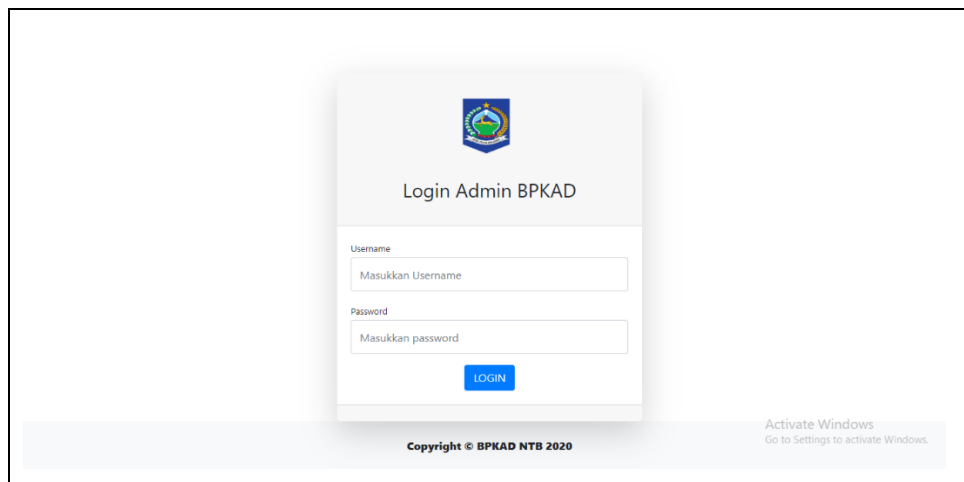 Login Admin BPKAD
Username
Masukkan Username
Password
Masukkan password
LOGIN
Activate Windows
Go to Settings to activate Windows.
Copyright © BPKAD NTB 2020